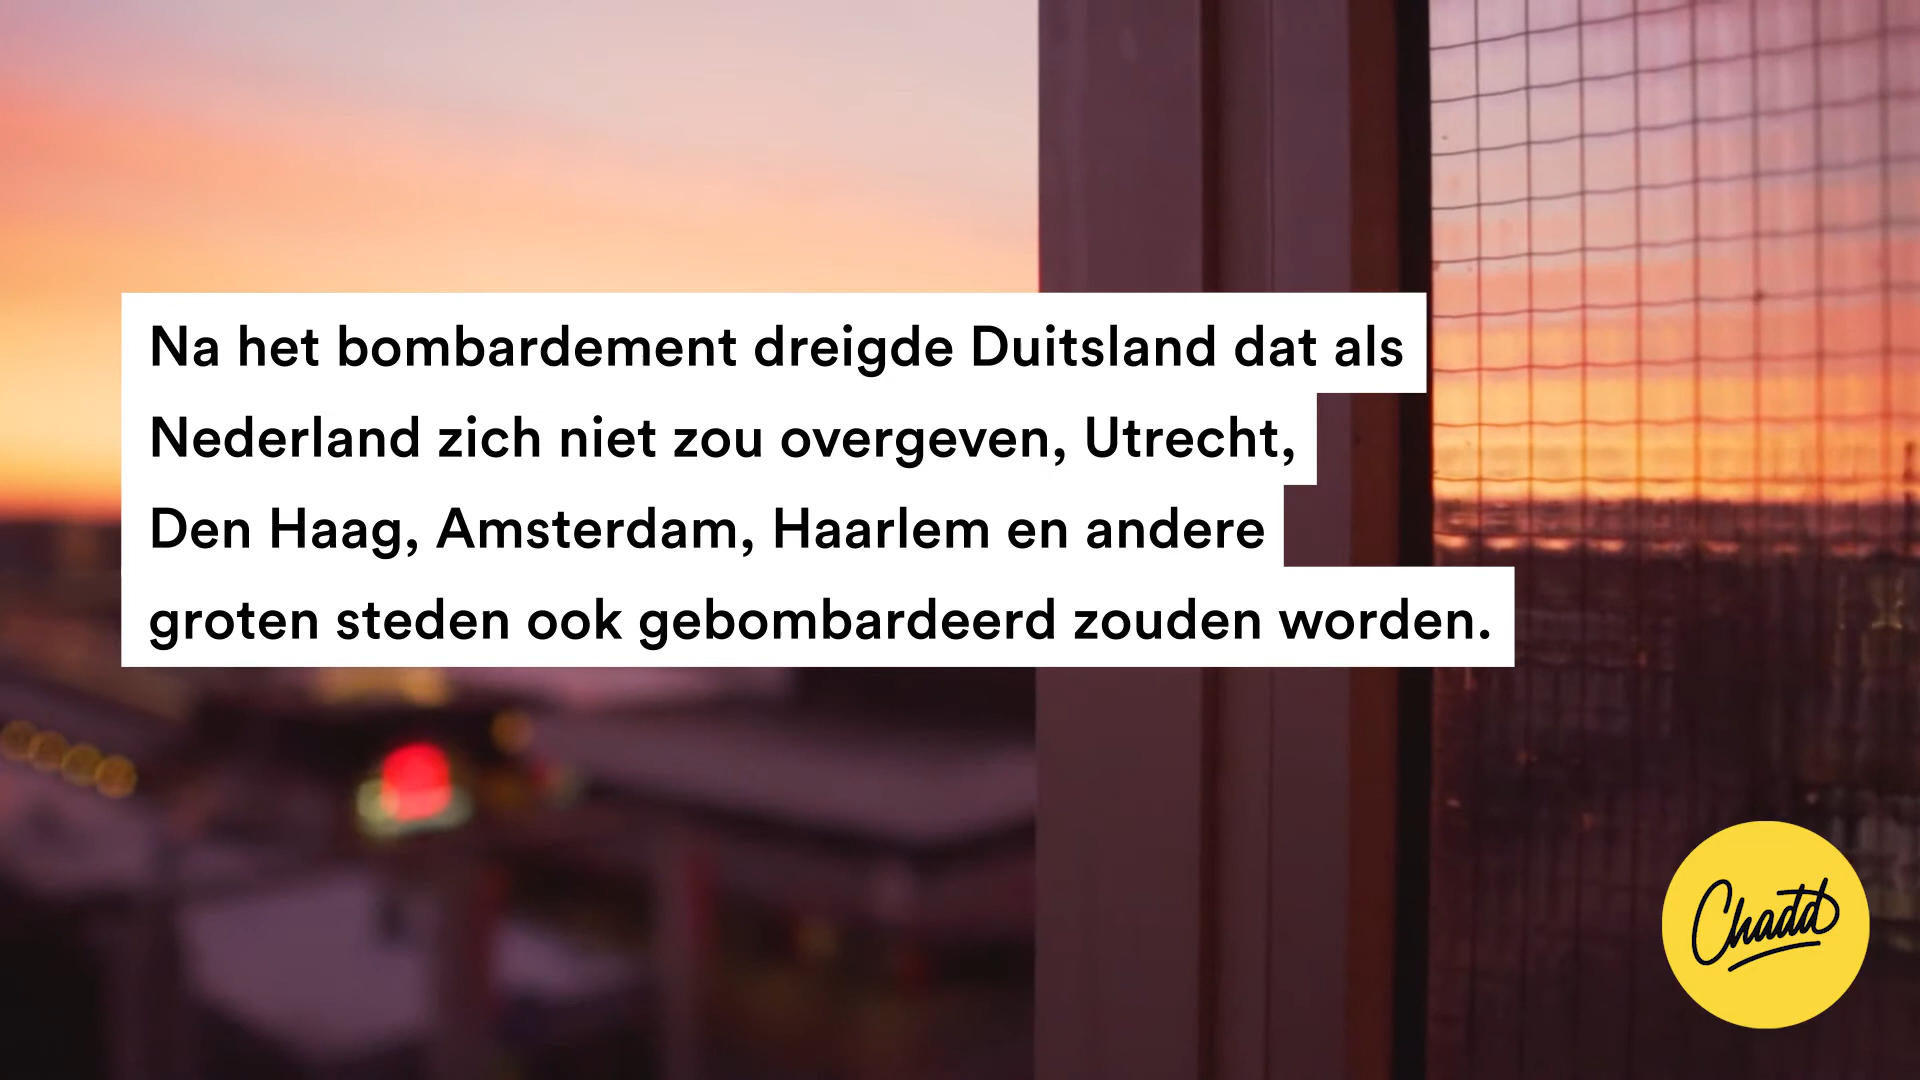 Na het bombardement dreigde Duitsland dat als
Nederland zich niet zou overgeven, Utrecht,
Den Haag, Amsterdam, Haarlem en andere
groten steden ook gebombardeerd zouden worden.
Chadd